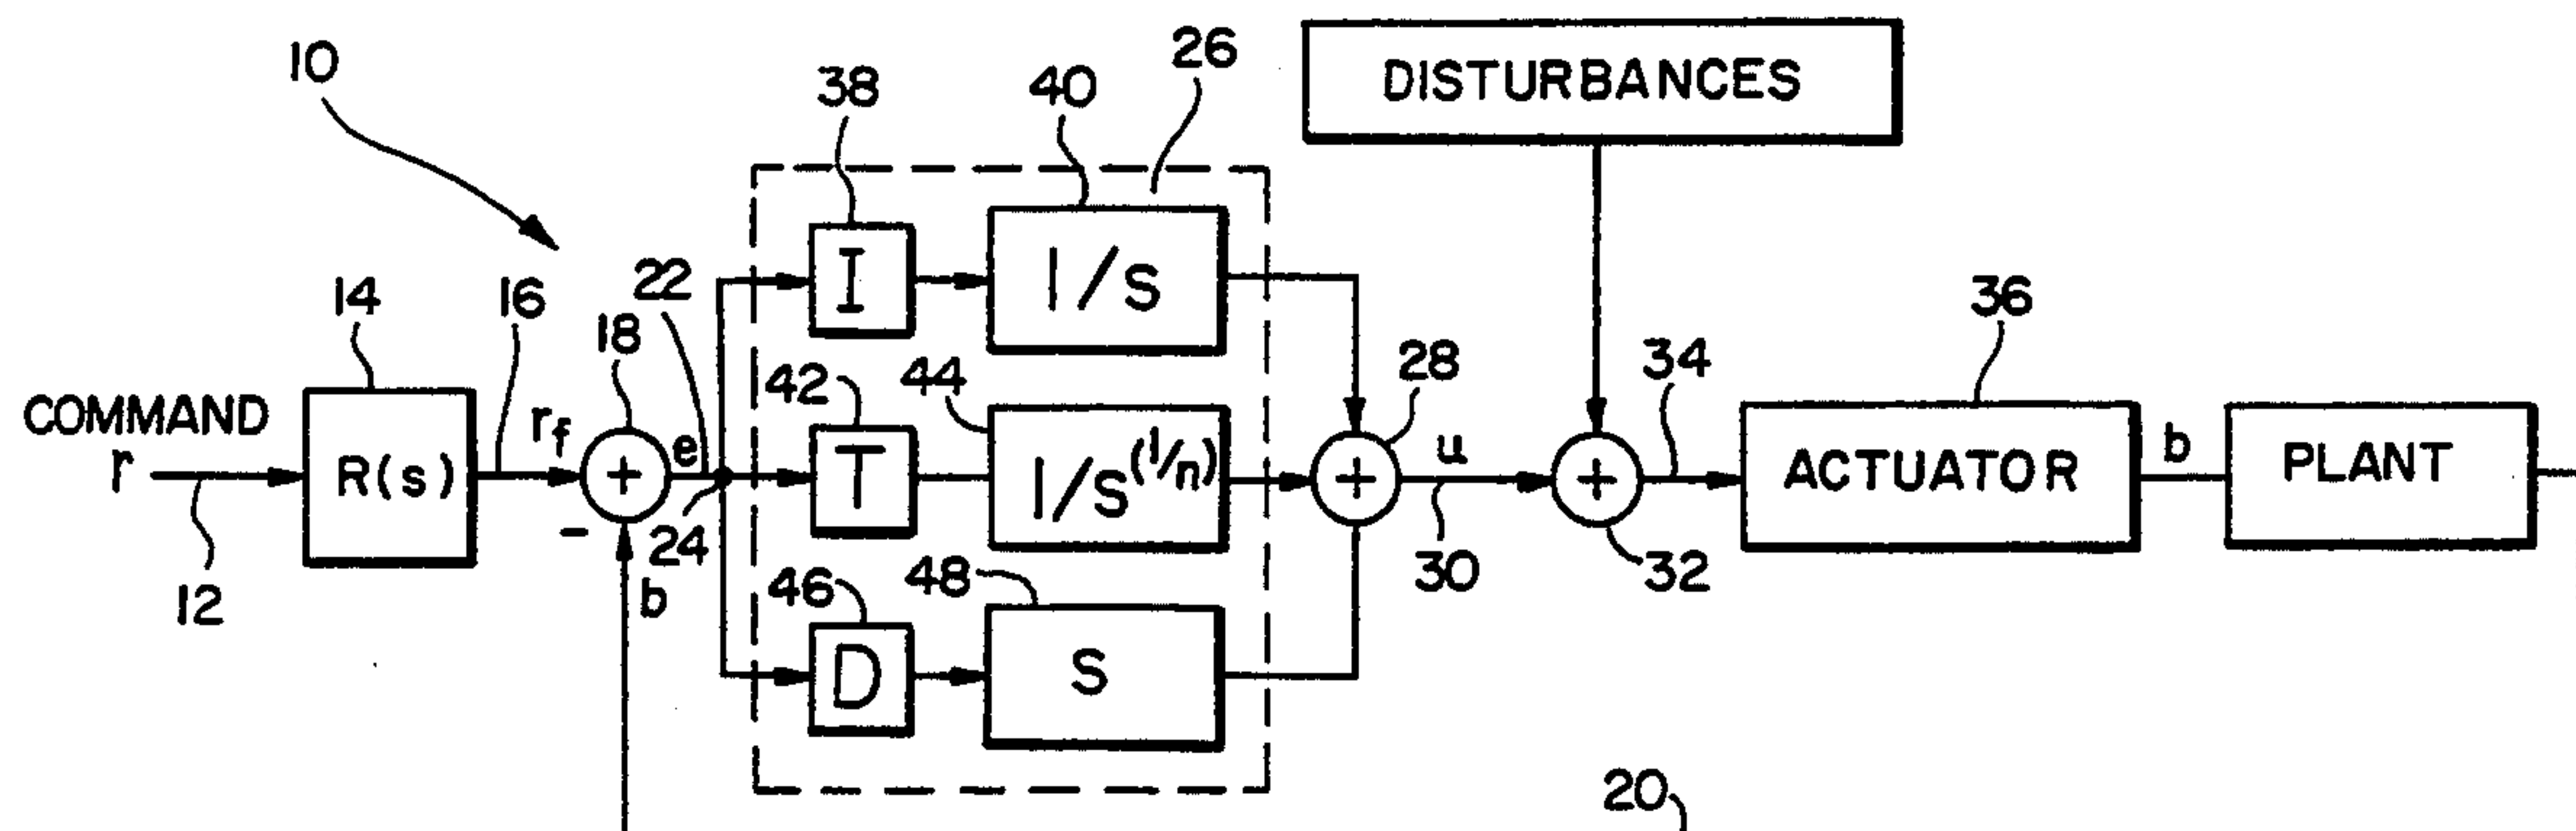 10
38
40
26
DISTURBANCES
14
16
22
18
I
1/S
42
44
28
34
36
COMMAND
r
R(s)
rf
+
e
T
1/S(1/n)
+
u
+
ACTUATOR
b
PLANT
12
-
b
24
46
48
30
32
D
S
20